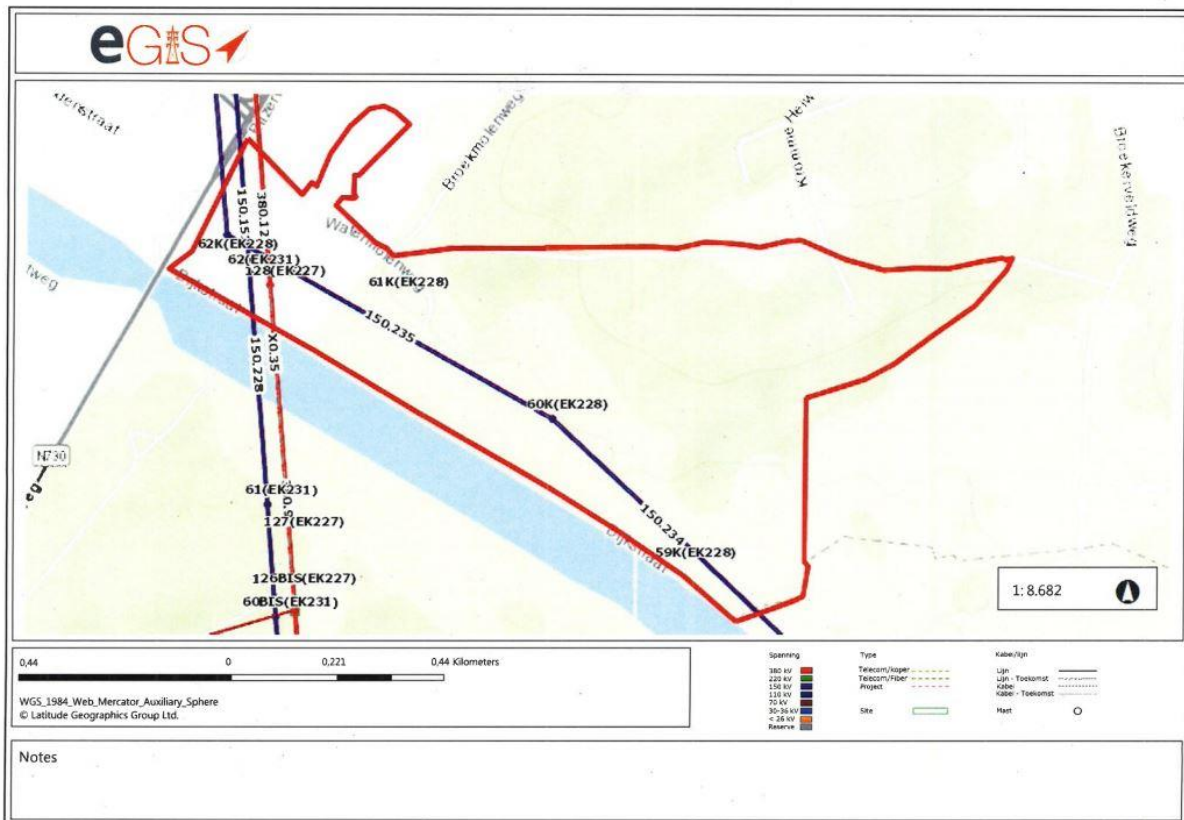 eGIS
Broekmolenweg
Kromme
Broekerveldweg
Watermolenweg
380.12
62K(EK228)
62(EK231)
128(EK227)
61K(EK228)
Dijkstraat
150.235
X0.35
150.228
60K(EK228)
N730
61(EK231)
127(EK227)
150.234
59K(EK228)
Dijkstraat
126BIS(EK227)
60BIS(EK231)
1: 8.682
0,44 0 0,221 0,44 Kilometers
WGS_1984_Web_Mercator_Auxiliary_Sphere
© Latitude Geographics Group Ltd.
Spanning
380 kV
220 kV
150 kV
110 kV
70 kV
30-36 kV
< 26 kV
Reserve
Type
Telecom/koper
Telecom/Fiber
Project
Site
Kabel/lijn
Lijn
Lijn - Toekomst
Kabel
Kabel - Toekomst
Mast
Notes